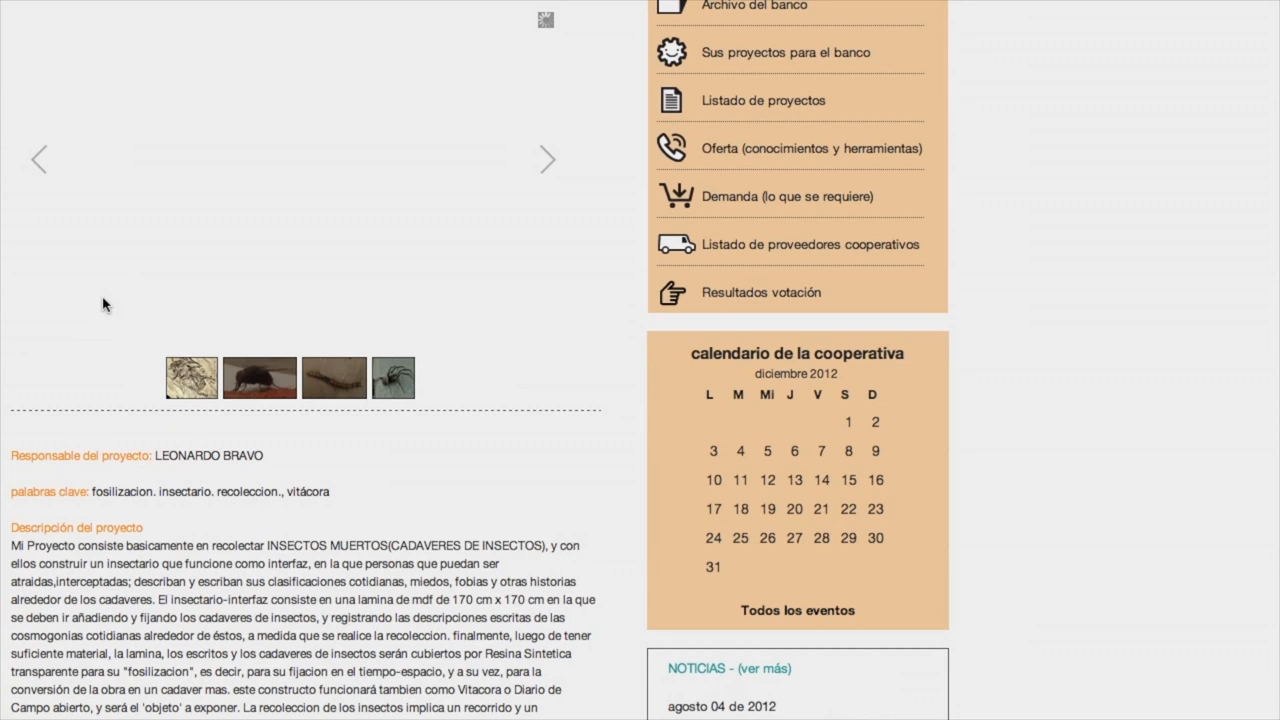 Archivo del banco
Sus proyectos para el banco
Listado de proyectos
Oferta (conocimientos y herramientas)
Demanda (lo que se requiere)
Listado de proveedores cooperativos
Resultados votación
calendario de la cooperativa
diciembre 2012
L M Mi J V S D
1 2
3 4 5 6 7 8 9
10 11 12 13 14 15 16
17 18 19 20 21 22 23
24 25 26 27 28 29 30
31
Todos los eventos
NOTICIAS - (ver más)
agosto 04 de 2012
Responsable del proyecto: LEONARDO BRAVO
palabras clave: fosilizacion. insectario. recoleccion., vitácora
Descripción del proyecto
Mi Proyecto consiste basicamente en recolectar INSECTOS MUERTOS(CADAVERES DE INSECTOS), y con
ellos construir un insectario que funcione como interfaz, en la que personas que puedan ser
atraidas,interceptadas; describan y escriban sus clasificaciones cotidianas, miedos, fobias y otras historias
alrededor de los cadaveres. El insectario-interfaz consiste en una lamina de mdf de 170 cm x 170 cm en la que
se deben ir añadiendo y fijando los cadaveres de insectos, y registrando las descripciones escritas de las
cosmogonias cotidianas alrededor de éstos, a medida que se realice la recoleccion. finalmente, luego de tener
suficiente material, la lamina, los escritos y los cadaveres de insectos serán cubiertos por Resina Sintetica
transparente para su "fosilizacion", es decir, para su fijacion en el tiempo-espacio, y a su vez, para la
conversión de la obra en un cadaver mas. este constructo funcionará tambien como Vitacora o Diario de
Campo abierto, y será el 'objeto' a exponer. La recoleccion de los insectos implica un recorrido y un